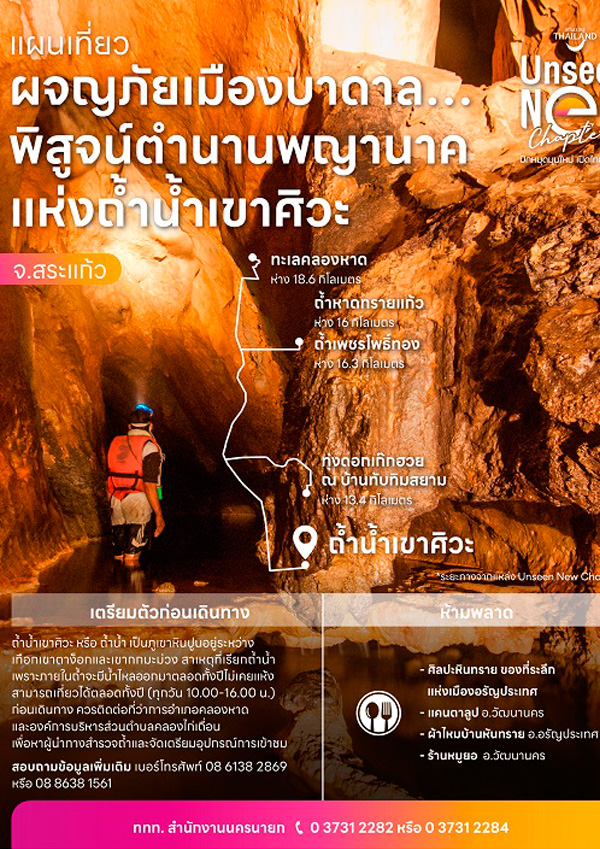 แผนเที่ยว
ผจญภัยเมืองบาดาล...
พิสูจน์ตำนานพญานาค
แห่งถ้ำน้ำเขาศิวะ
จ.สระแก้ว
THAILAND
Unsee
Ne
Chapte
ทะเลคลองหาด
ห่าง 18.6 กิโลเมตร
ถ้ำหาดทรายแก้ว
ห่าง 16 กิโลเมตร
ถ้ำเพชรโพธิ์ทอง
ห่าง 16.3 กิโลเมตร
ทุ่งดอกเก๊กฮวย
ณ บ้านทับทิมสยาม
ห่าง 13.4 กิโลเมตร
ถ้ำน้ำเขาศิวะ
*ระยะทางจากแหล่ง Unseen New Cha
เตรียมตัวก่อนเดินทาง
ถ้ำน้ำเขาศิวะ หรือ ถ้ำน้ำ เป็นภูเขาหินปูนอยู่ระหว่าง
เทือกเขาตาง็อกและเขากกมะม่วง สาเหตุที่เรียกถ้ำน้ำ
เพราะภายในถ้ำจะมีน้ำไหลออกมาตลอดทั้งปีไม่เคยแห้ง
สามารถเที่ยวได้ตลอดทั้งปี (ทุกวัน 10.00-16.00 น.)
ก่อนเดินทาง ควรติดต่อที่ว่าการอำเภอคลองหาด
และองค์การบริหารส่วนตำบลคลองไก่เถื่อน
เพื่อหาผู้นำทางสำรวจถ้ำและจัดเตรียมอุปกรณ์การเข้าชม
สอบถามข้อมูลเพิ่มเติม เบอร์โทรศัพท์ 08 6138 2869
หรือ 08 8638 1561
ห้ามพลาด
- ศิลปะหินทราย ของที่ระลึก
แห่งเมืองอรัญประเทศ
- แคนตาลูป อ.วัฒนานคร
- ผ้าไหมบ้านหันทราย อ.อรัญประเทศ
- ร้านหมูยอ อ.วัฒนานคร
ททท. สำนักงานนครนายก 0 3731 2282 หรือ 0 3731 2284